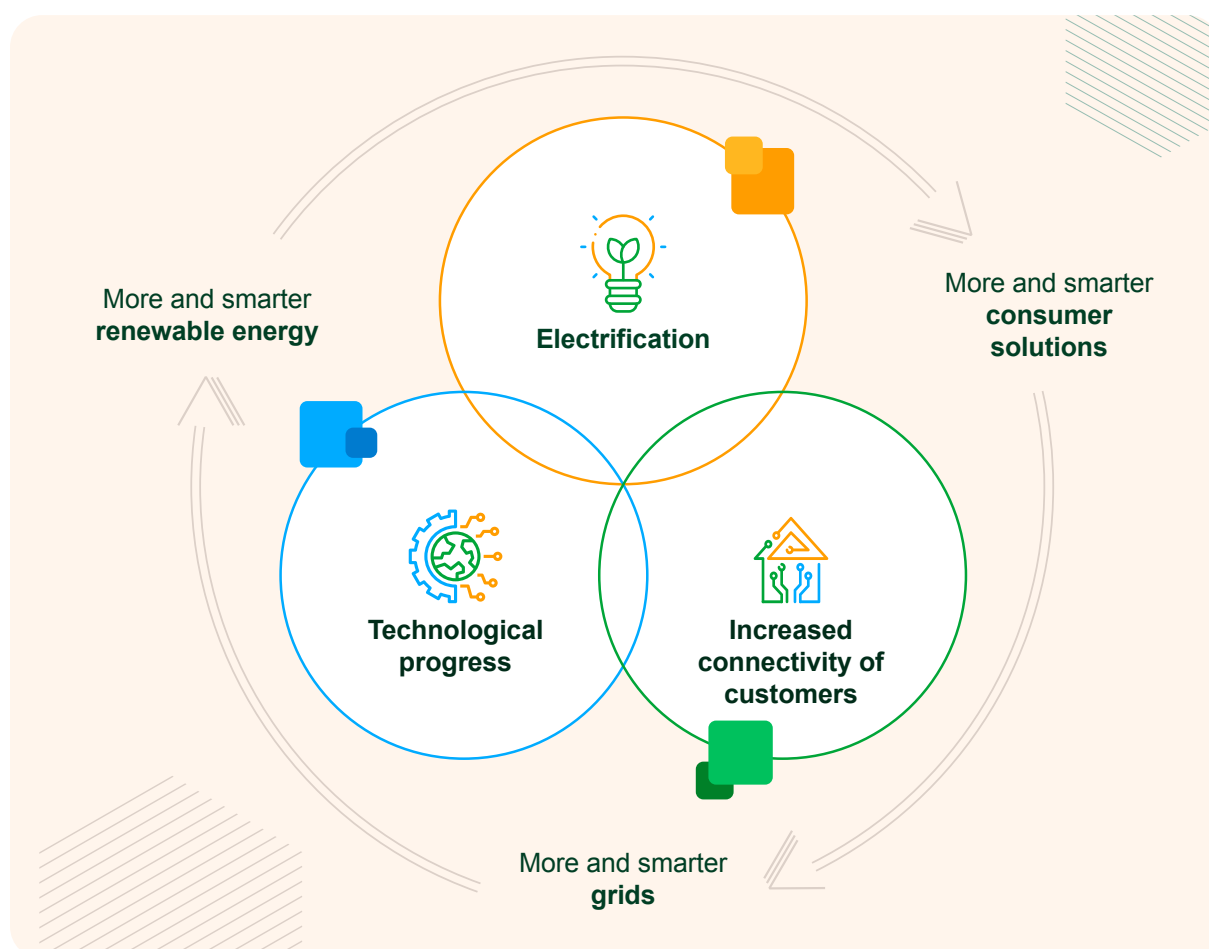 Electrification
More and smarter
renewable energy
More and smarter
consumer
solutions
Technological
progress
Increased
connectivity of
customers
More and smarter
grids